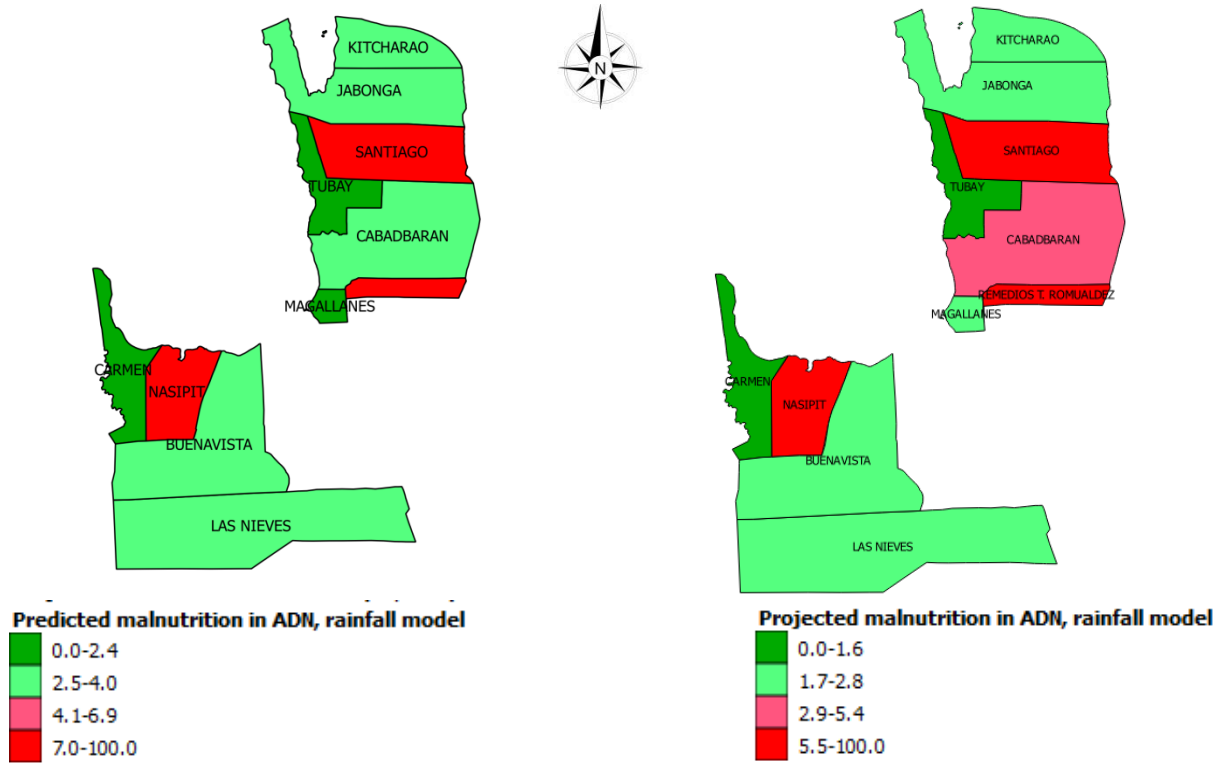 KITCHARAO
JABONGA
SANTIAGO
TUBAY
CABADBARAN
MAGALLANES
CARMEN
NASIPIT
BUENAVISTA
LAS NIEVES
Predicted malnutrition in ADN, rainfall model
0.0-2.4
2.5-4.0
4.1-6.9
7.0-100.0
N
KITCHARAO
JABONGA
SANTIAGO
TUBAY
CABADBARAN
REMEDIOS T. ROMUALDEZ
MAGALLANES
CARMEN
NASIPIT
BUENAVISTA
LAS NIEVES
Projected malnutrition in ADN, rainfall model
0.0-1.6
1.7-2.8
2.9-5.4
5.5-100.0